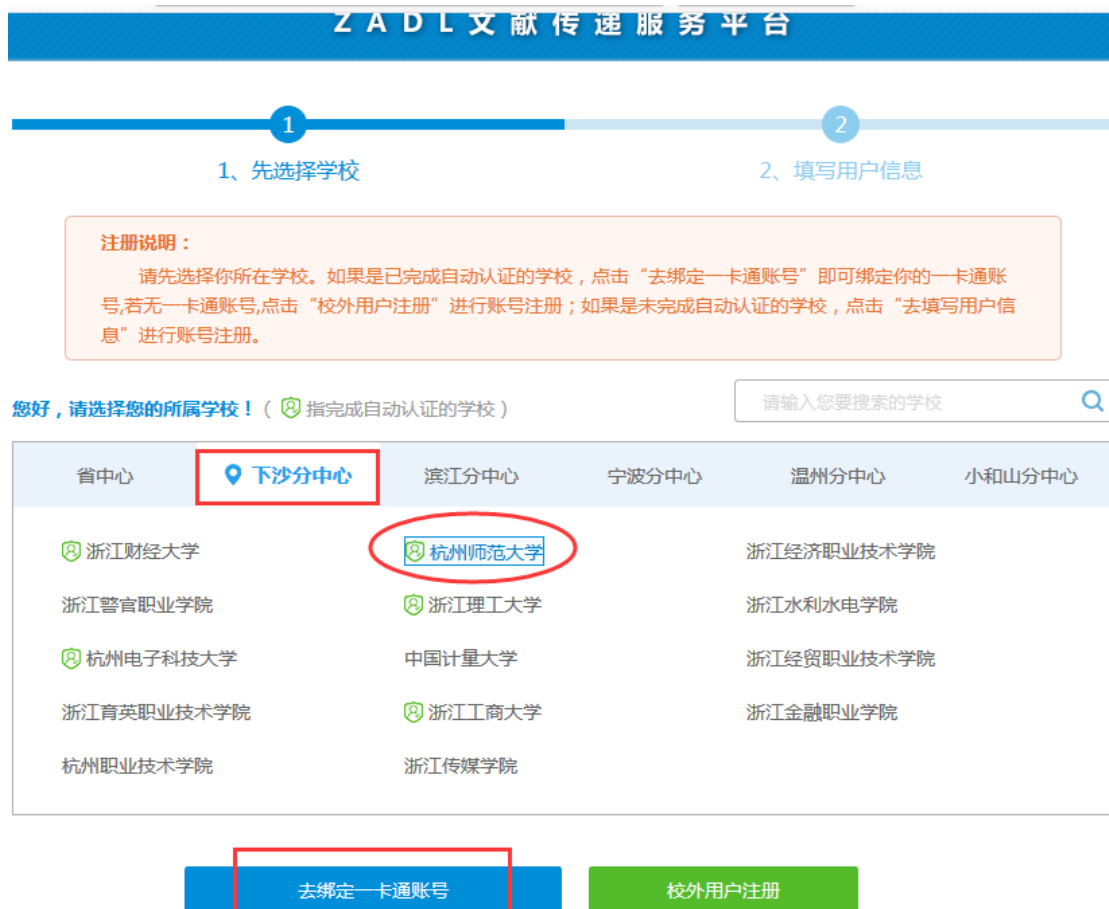 ZADL文献传递服务平台
1
2
1、先选择学校
2、填写用户信息
注册说明：
请先选择你所在学校。如果是已完成自动认证的学校，点击“去绑定一卡通账号”即可绑定你的一卡通账
号,若无一卡通账号,点击“校外用户注册”进行账号注册；如果是未完成自动认证的学校，点击“去填写用户信
息”进行账号注册。
您好，请选择您的所属学校！（ 指完成自动认证的学校）
请输入您要搜索的学校
省中心 下沙分中心 滨江分中心 宁波分中心 温州分中心 小和山分中心
浙江财经大学 杭州师范大学 浙江经济职业技术学院
浙江警官职业学院 浙江理工大学 浙江水利水电学院
杭州电子科技大学 中国计量大学 浙江经贸职业技术学院
浙江育英职业技术学院 浙江工商大学 浙江金融职业学院
杭州职业技术学院 浙江传媒学院
去绑定一卡通账号 校外用户注册